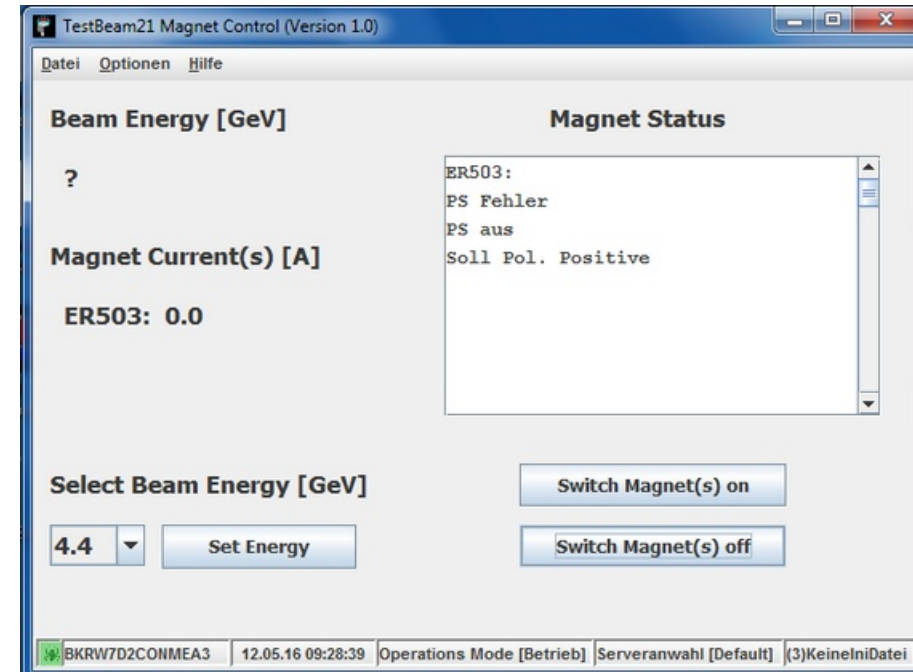 TestBeam21 Magnet Control (Version 1.0)
Datei Optionen Hilfe
Beam Energy [GeV]
?
Magnet Current(s) [A]
ER503: 0.0
Magnet Status
ER503:
PS Fehler
PS aus
Soll Pol. Positive
Select Beam Energy [GeV]
4.4
Set Energy
Switch Magnet(s) on
Switch Magnet(s) off
BKRW7D2CONMEA3 12.05.16 09:28:39 Operations Mode [Betrieb] Serveranwahl [Default] (3)KeineIniDatei